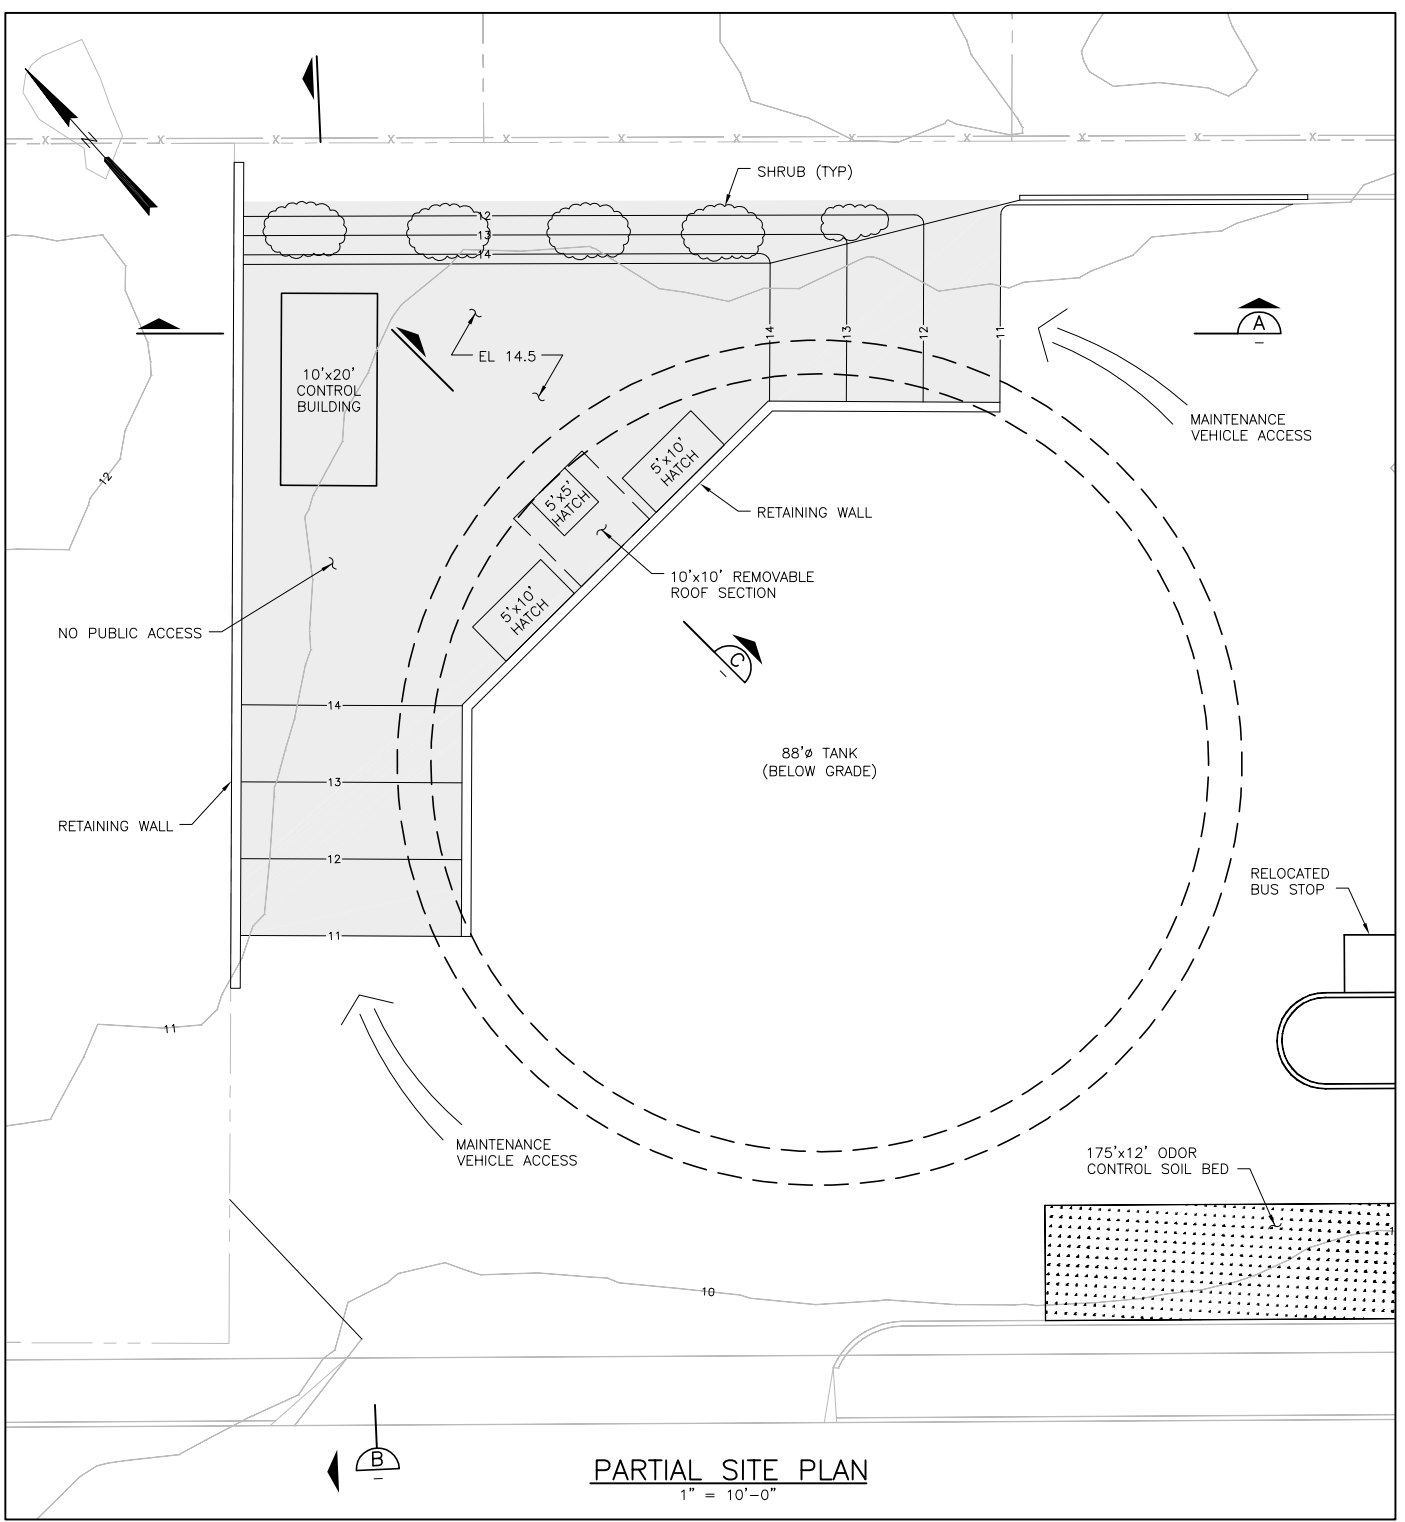 N
X X X X X X X X X X X X
SHRUB (TYP)
12
13
14
14
13
12
11
A
EL 14.5
10'x20'
CONTROL
BUILDING
MAINTENANCE
VEHICLE ACCESS
5'x10'
HATCH
5'x5'
HATCH
12
RETAINING WALL
10'x10' REMOVABLE
ROOF SECTION
5'x10'
HATCH
NO PUBLIC ACCESS
C
14
88'ø TANK
(BELOW GRADE)
13
RETAINING WALL
12
RELOCATED
BUS STOP
11
11
MAINTENANCE
VEHICLE ACCESS
175'x12' ODOR
CONTROL SOIL BED
10
B
PARTIAL SITE PLAN
1" = 10'-0"